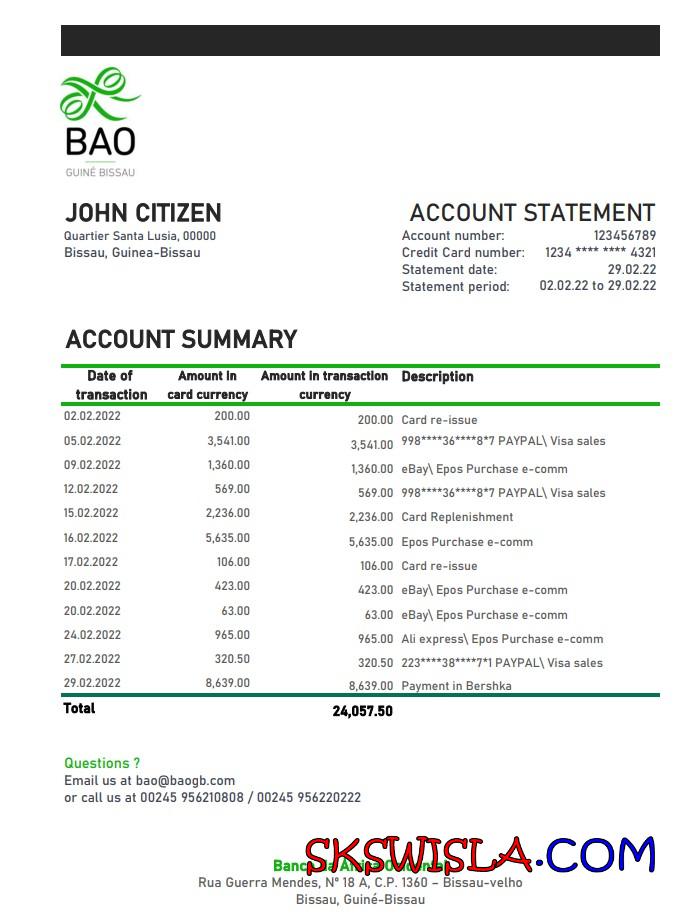 BAO
GUINÉ BISSAU
JOHN CITIZEN
Quartier Santa Lusia, 00000
Bissau, Guinea-Bissau
ACCOUNT STATEMENT
Account number: 123456789
Credit Card number: 1234 **** **** 4321
Statement date: 29.02.22
Statement period: 02.02.22 to 29.02.22
ACCOUNT SUMMARY
Date of transaction Amount in card currency Amount in transaction currency Description
02.02.2022 200.00 200.00 Card re-issue
05.02.2022 3,541.00 3,541.00 998****36****8*7 PAYPAL\ Visa sales
09.02.2022 1,360.00 1,360.00 eBay\ Epos Purchase e-comm
12.02.2022 569.00 569.00 998****36****8*7 PAYPAL\ Visa sales
15.02.2022 2,236.00 2,236.00 Card Replenishment
16.02.2022 5,635.00 5,635.00 Epos Purchase e-comm
17.02.2022 106.00 106.00 Card re-issue
20.02.2022 423.00 423.00 eBay\ Epos Purchase e-comm
20.02.2022 63.00 63.00 eBay\ Epos Purchase e-comm
24.02.2022 965.00 965.00 Ali express\ Epos Purchase e-comm
27.02.2022 320.50 320.50 223****38****7*1 PAYPAL\ Visa sales
29.02.2022 8,639.00 8,639.00 Payment in Bershka
Total 24,057.50
Questions ?
Email us at bao@baogb.com
or call us at 00245 956210808 / 00245 956220222
SKSWISLA.COM
Rua Guerra Mendes, Nº 18 A, C.P. 1360 – Bissau-velho
Bissau, Guiné-Bissau